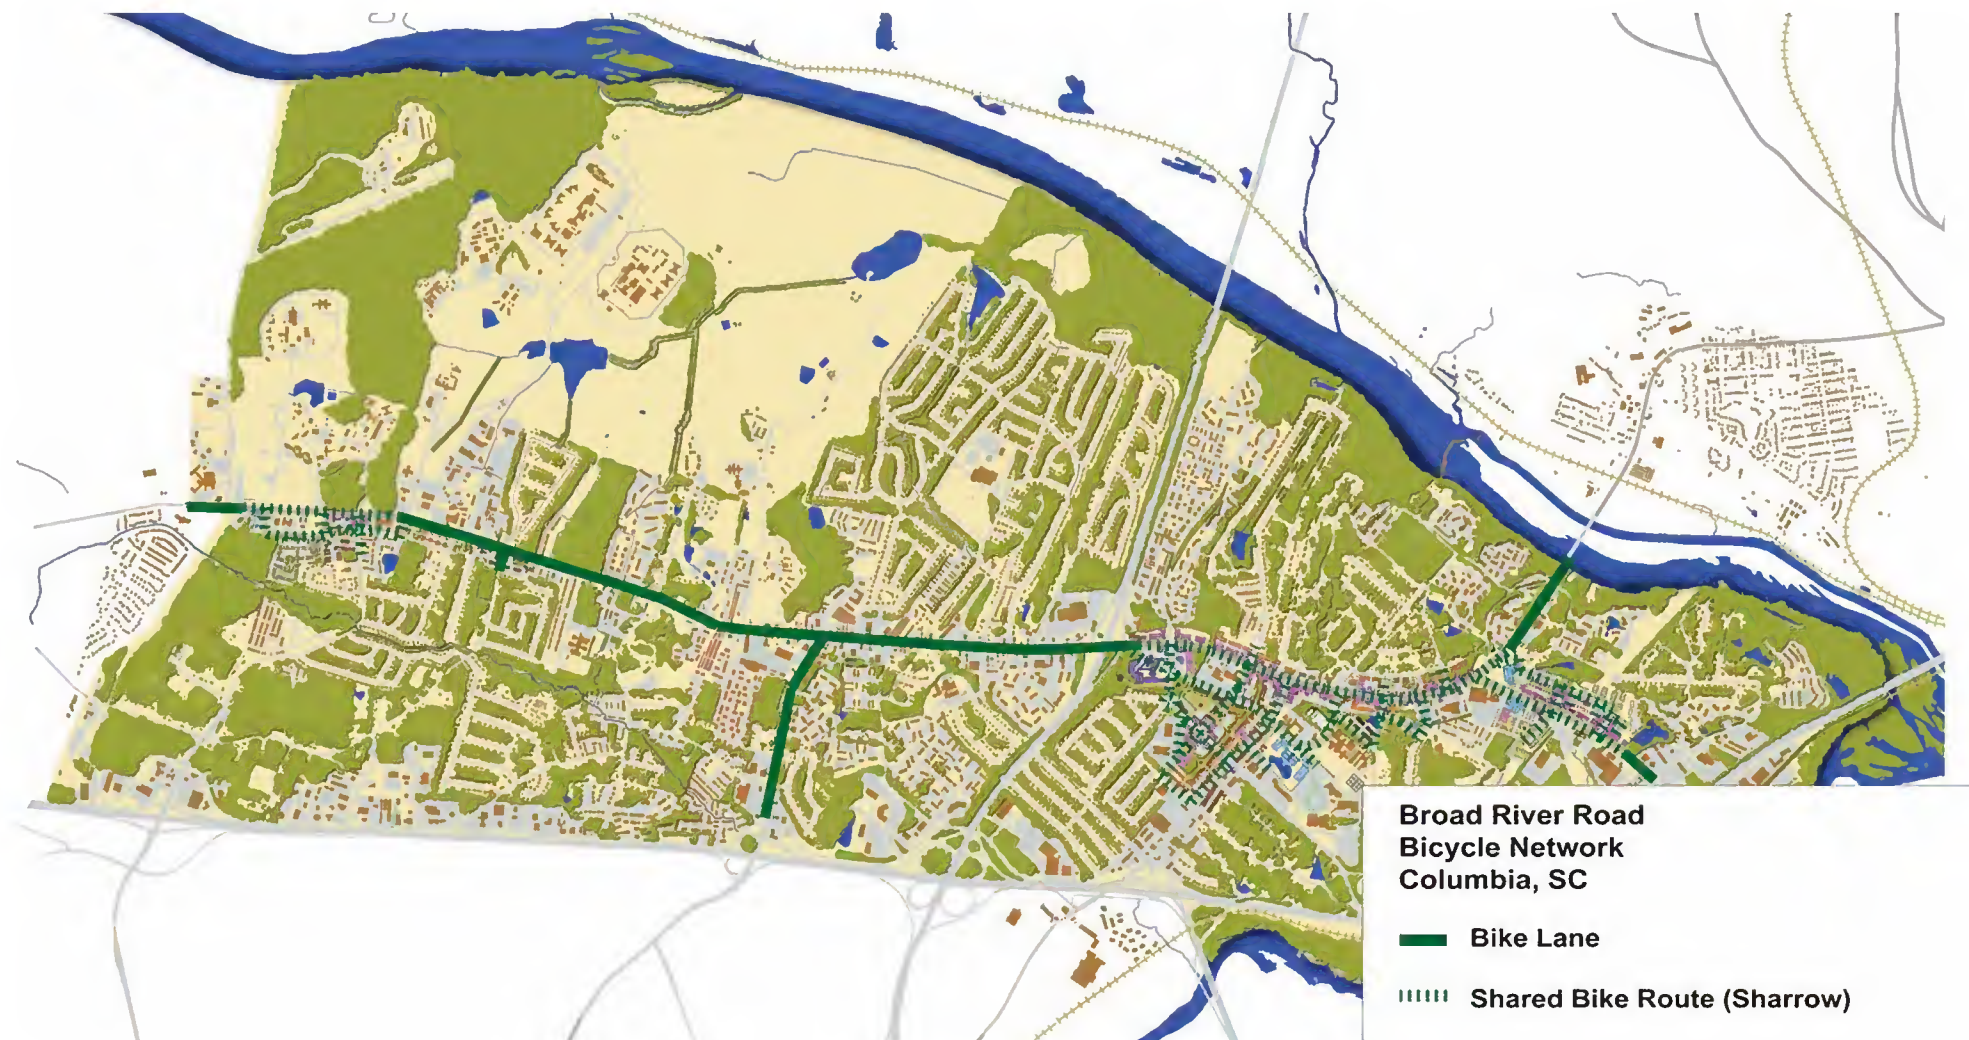 Broad River Road
Bicycle Network
Columbia, SC
Bike Lane
Shared Bike Route (Sharrow)